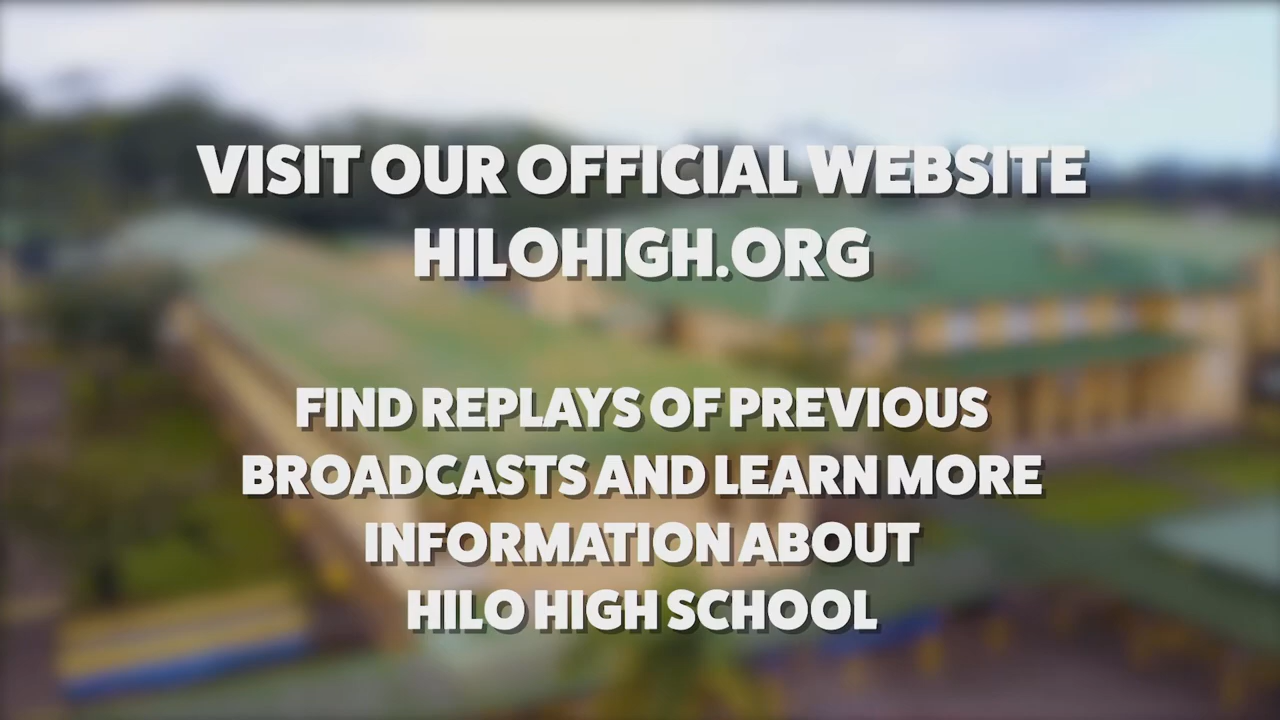 VISIT OUR OFFICIAL WEBSITE
HILOHIGH.ORG
FIND REPLAYS OF PREVIOUS
BROADCASTS AND LEARN MORE
INFORMATION ABOUT
HILO HIGH SCHOOL